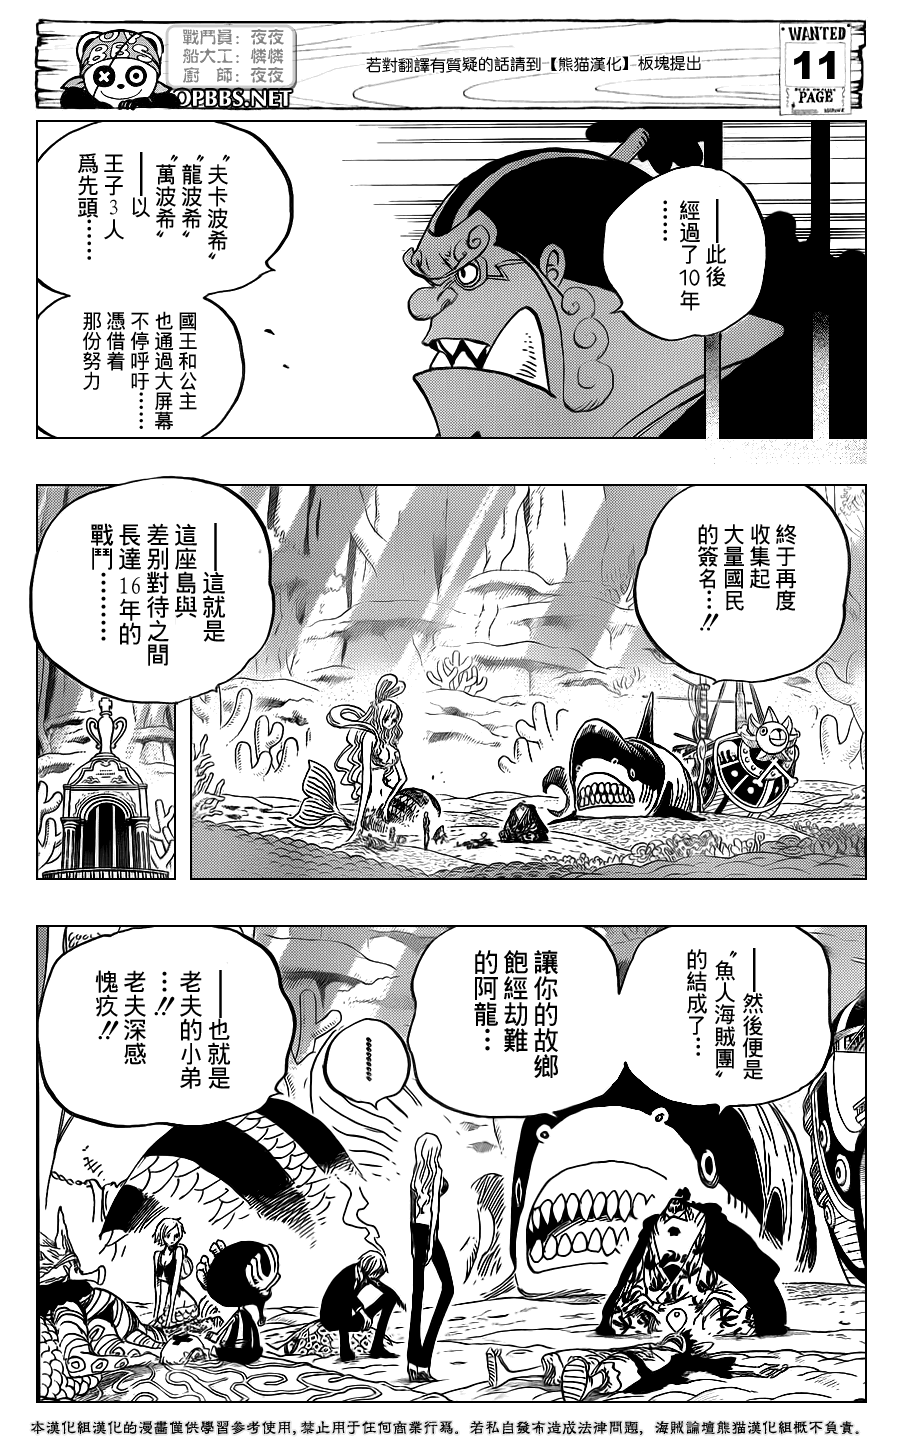 戰鬥員：夜夜
船大工：憐憐
廚　師：夜夜
OPBBS.NET
若對翻譯有質疑的話請到【熊猫漢化】板塊提出
WANTED
11
PAGE
——此後
經過了10年
……
〝夫卡波希〞
〝龍波希〞
〝萬波希〞
——以
王子3人
爲先頭……
國王和公主
也通過大屏幕
不停呼吁……
憑借着
那份努力
終于再度
收集起
大量國民
的簽名…!!
——這就是
這座島與
差別對待之間
長達16年的
戰鬥………
——然後便是
〝魚人海賊團〞
的結成了…
讓你的故鄉
飽經劫難
的阿龍…
………
——也就是
老夫的小弟
…!!
老夫深感
愧疚!!
本漢化組漢化的漫畫僅供學習參考使用,禁止用于任何商業行爲。若私自發布造成法律問題，海賊論壇熊猫漢化組概不負責。